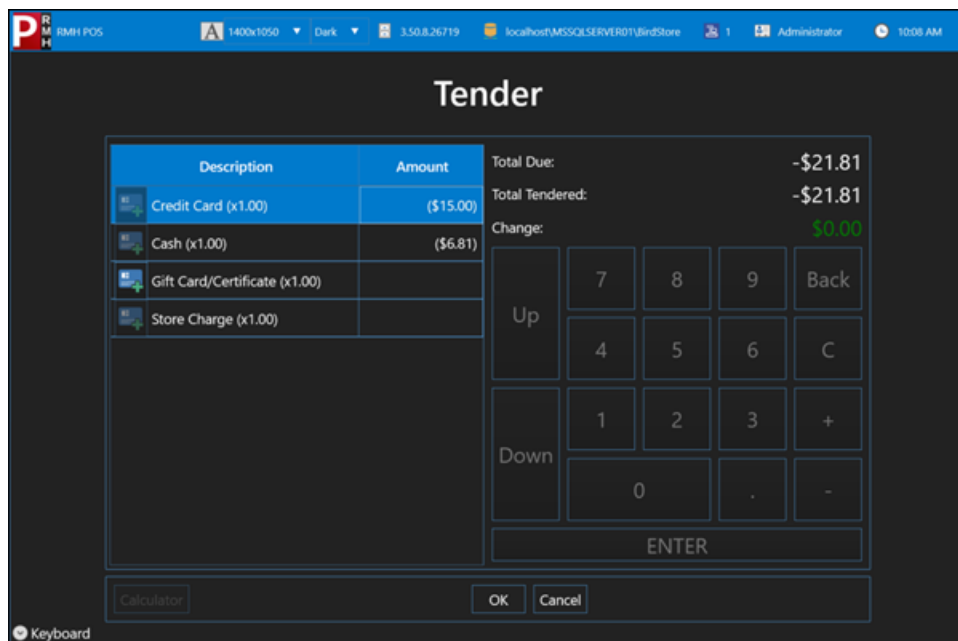 P RMH RMH POS A 1400x1050 Dark 3.50.8.26719 localhost\MSSQLSERVER01\BirdStore 1 Administrator 10:08 AM
Tender
Description Amount
Credit Card (x1.00) ($15.00)
Cash (x1.00) ($6.81)
Gift Card/Certificate (x1.00)
Store Charge (x1.00)
Total Due: -$21.81
Total Tendered: -$21.81
Change: $0.00
Up 7 8 9 Back
4 5 6 C
Down 1 2 3 +
0 . -
ENTER
Calculator OK Cancel
Keyboard